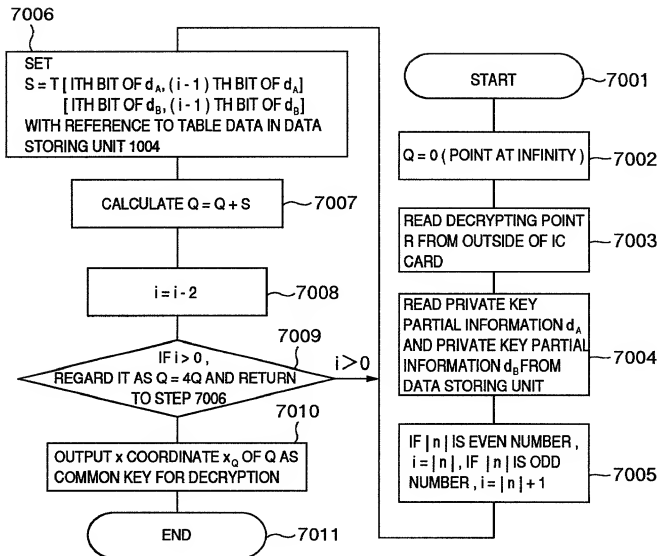 START
7001
Q = 0 ( POINT AT INFINITY )
7002
READ DECRYPTING POINT
R FROM OUTSIDE OF IC
CARD
7003
READ PRIVATE KEY
PARTIAL INFORMATION dA
AND PRIVATE KEY PARTIAL
INFORMATION dB FROM
DATA STORING UNIT
7004
IF | n | IS EVEN NUMBER ,
i = | n | , IF | n | IS ODD
NUMBER , i = | n | + 1
7005
7006
SET
S = T [ ITH BIT OF dA , ( i - 1 ) TH BIT OF dA ]
[ ITH BIT OF dB , ( i - 1 ) TH BIT OF dB ]
WITH REFERENCE TO TABLE DATA IN DATA
STORING UNIT 1004
CALCULATE Q = Q + S
7007
i = i - 2
7008
7009
IF i > 0 ,
REGARD IT AS Q = 4Q AND RETURN
TO STEP 7006
i > 0
7010
OUTPUT x COORDINATE xQ OF Q AS
COMMON KEY FOR DECRYPTION
END
7011